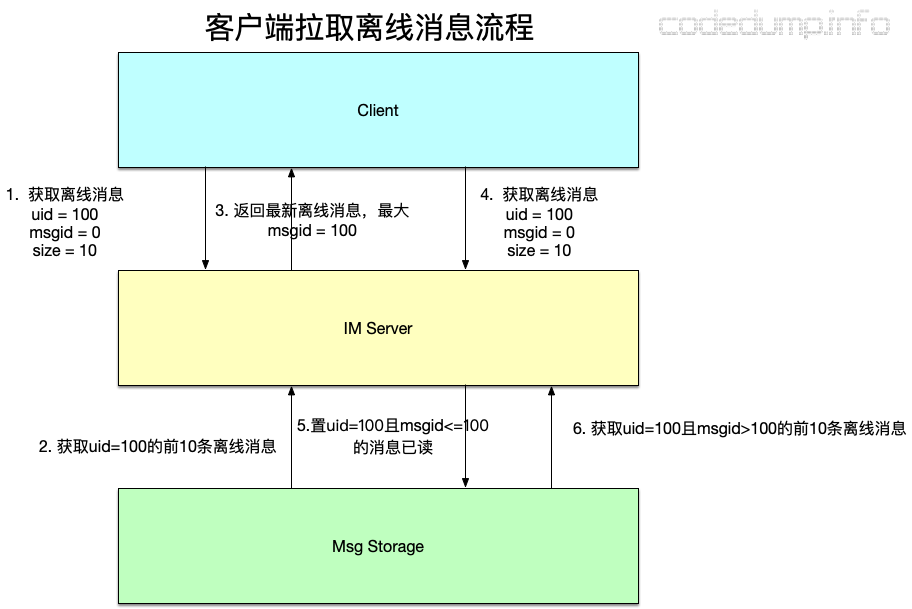 客户端拉取离线消息流程
codedump.info
Client
1. 获取离线消息
uid = 100
msgid = 0
size = 10
3. 返回最新离线消息，最大
msgid = 100
4. 获取离线消息
uid = 100
msgid = 0
size = 10
IM Server
2. 获取uid=100的前10条离线消息
5.置uid=100且msgid<=100
的消息已读
6. 获取uid=100且msgid>100的前10条离线消息
Msg Storage